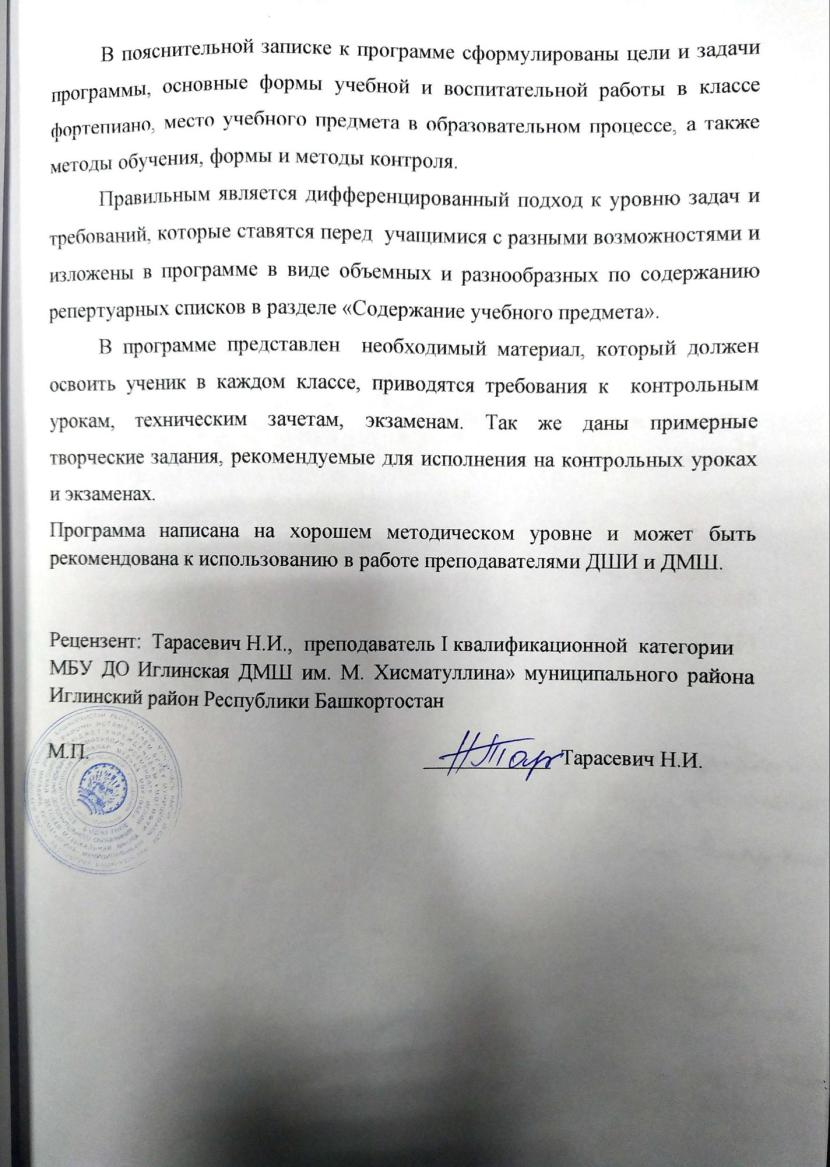 В пояснительной записке к программе сформулированы цели и задачи
программы, основные формы учебной и воспитательной работы в классе
фортепиано, место учебного предмета в образовательном процессе, а также
методы обучения, формы и методы контроля.
Правильным является дифференцированный подход к уровню задач и
требований, которые ставятся перед учащимися с разными возможностями и
изложены в программе в виде объемных и разнообразных по содержанию
репертуарных списков в разделе «Содержание учебного предмета».
В программе представлен необходимый материал, который должен
освоить ученик в каждом классе, приводятся требования к контрольным
урокам, техническим зачетам, экзаменам. Так же даны примерные
творческие задания, рекомендуемые для исполнения на контрольных уроках
и экзаменах.
Программа написана на хорошем методическом уровне и может быть
рекомендована к использованию в работе преподавателями ДШИ и ДМШ.
Рецензент: Тарасевич Н.И., преподаватель I квалификационной категории
МБУ ДО Иглинская ДМШ им. М. Хисматуллина» муниципального района
Иглинский район Республики Башкортостан
М.П.
НТар Тарасевич Н.И.